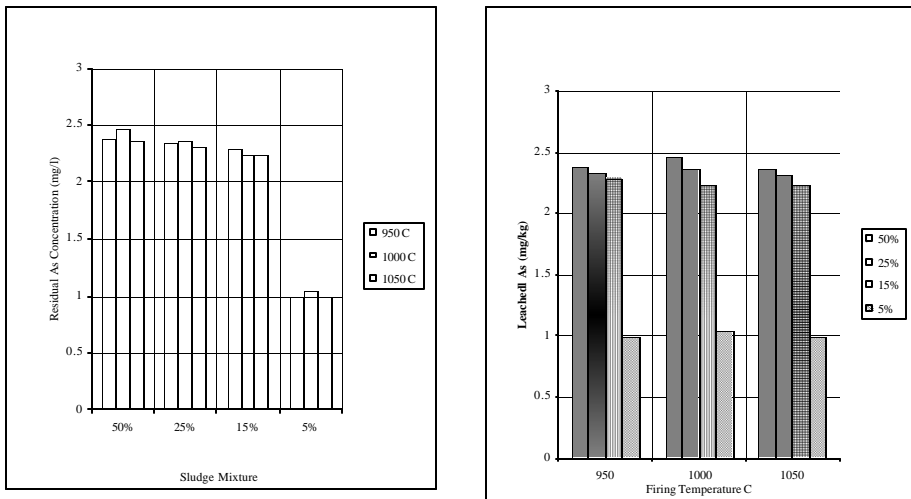 3
2.5
2
1.5
1
0.5
0
Residual As Concentration (mg/l)
50% 25% 15% 5%
Sludge Mixture
950 C
1000 C
1050 C
3
2.5
2
1.5
1
0.5
0
Leachedl As (mg/kg)
950 1000 1050
Firing Temperature C
50%
25%
15%
5%